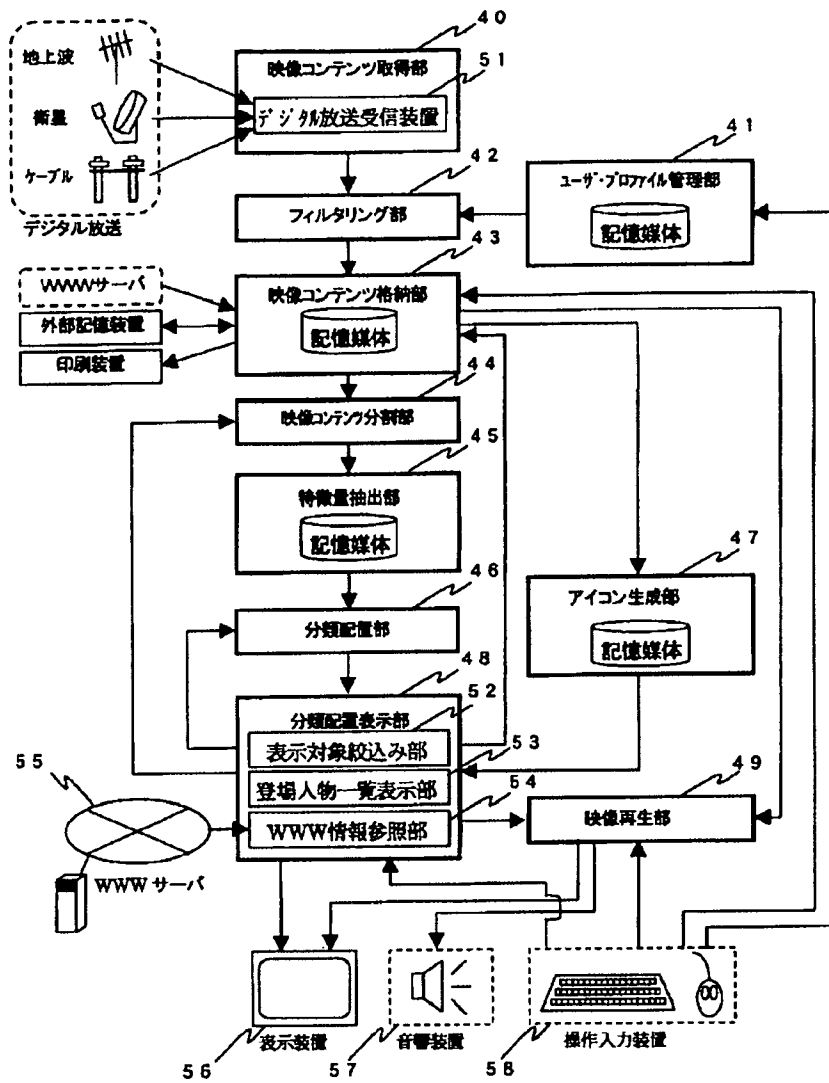 40
地上波
映像コンテンツ取得部
51
デジタル放送受信装置
衛星
41
42
ケーブル
ユーザ・プロファイル管理部
フィルタリング部
記憶媒体
デジタル放送
43
WWWサーバ
映像コンテンツ格納部
外部記憶装置
記憶媒体
印刷装置
44
映像コンテンツ分割部
45
特徴量抽出部
記憶媒体
46
47
アイコン生成部
分類配置部
記憶媒体
48
52
分類配置表示部
表示対象絞込み部
53
55
登場人物一覧表示部
49
54
WWW情報参照部
映像再生部
WWWサーバ
表示装置
音響装置
操作入力装置
56
57
58